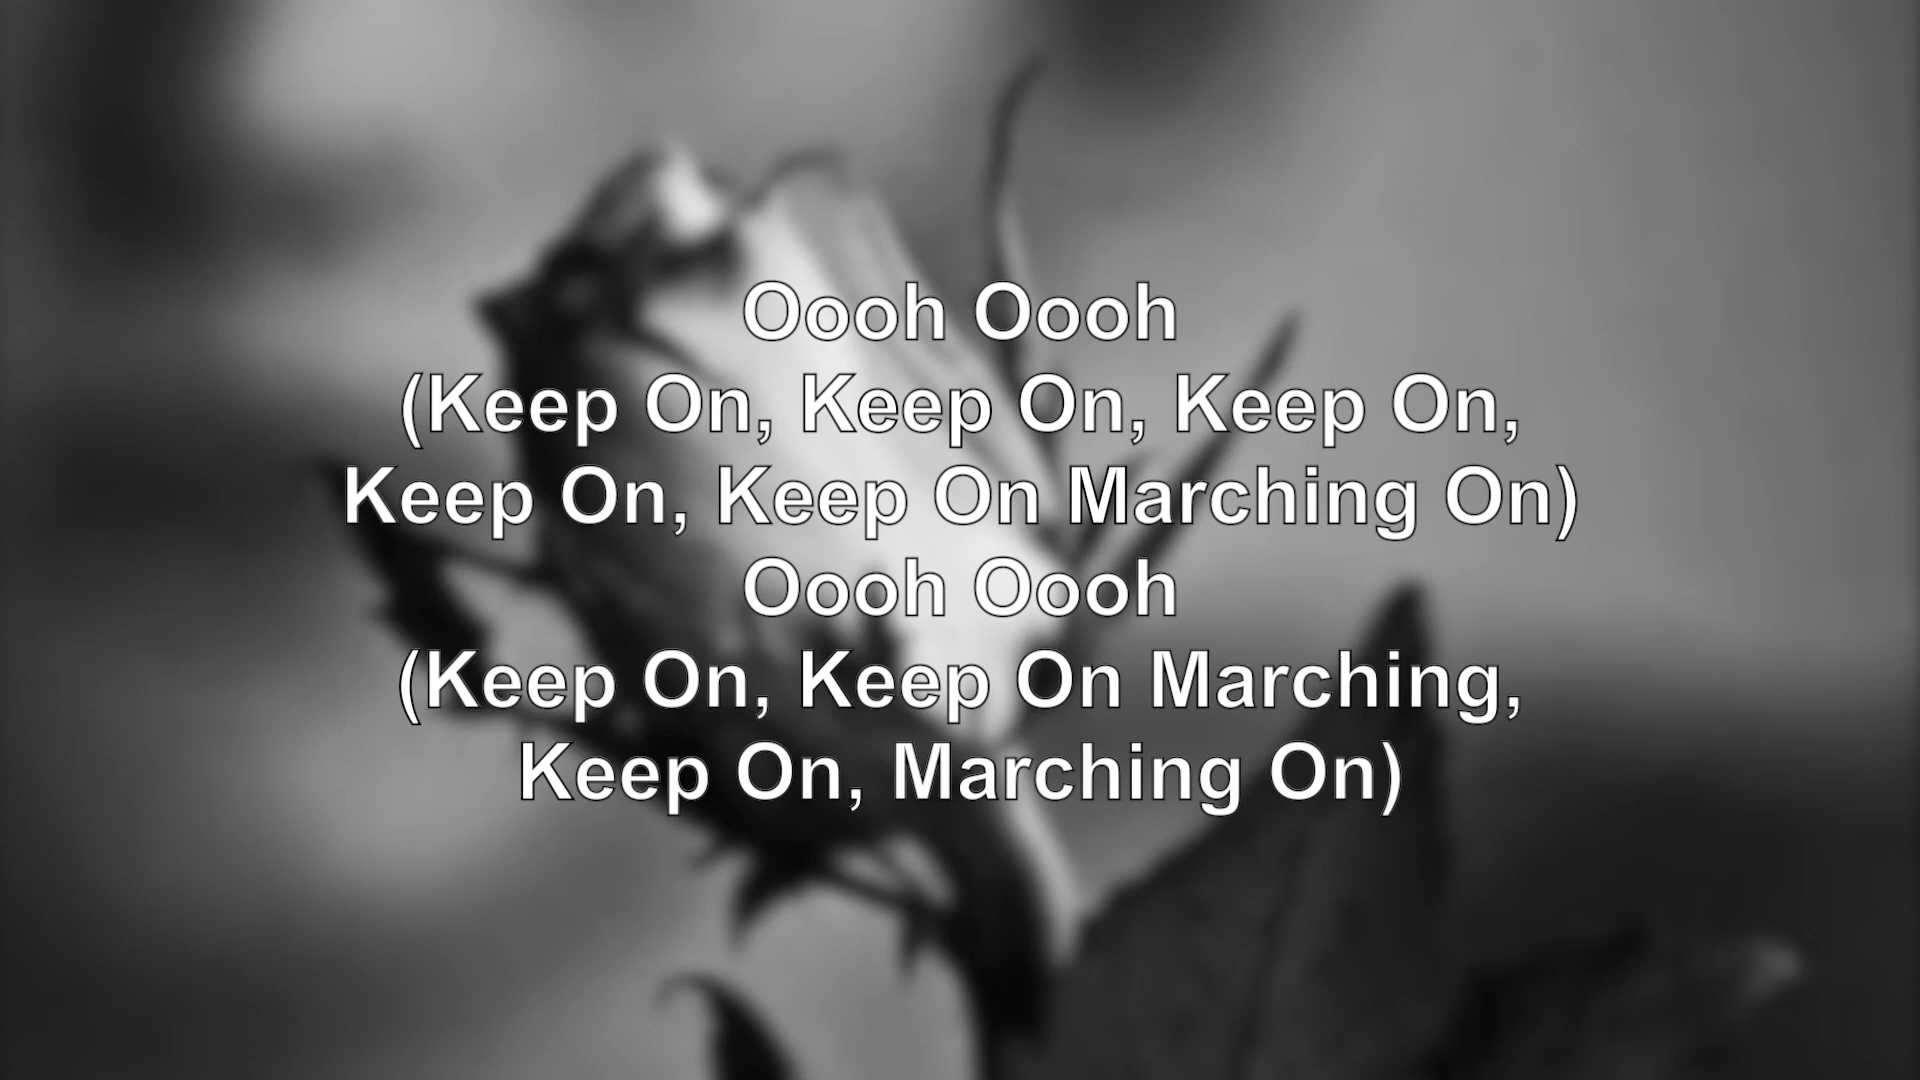 Oooh Oooh
(Keep On, Keep On, Keep On,
Keep On, Keep On Marching On)
Oooh Oooh
(Keep On, Keep On Marching,
Keep On, Marching On)